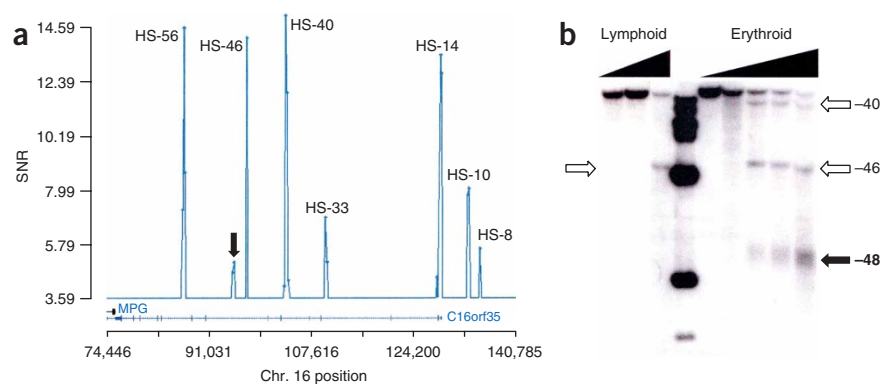 a
14.59
12.39
10.19
7.99
5.79
3.59
SNR
HS-56
HS-46
HS-40
HS-33
HS-14
HS-10
HS-8
MPG
C16orf35
74,446 91,031 107,616 124,200 140,785
Chr. 16 position
b
Lymphoid Erythroid
–40
–46
–48